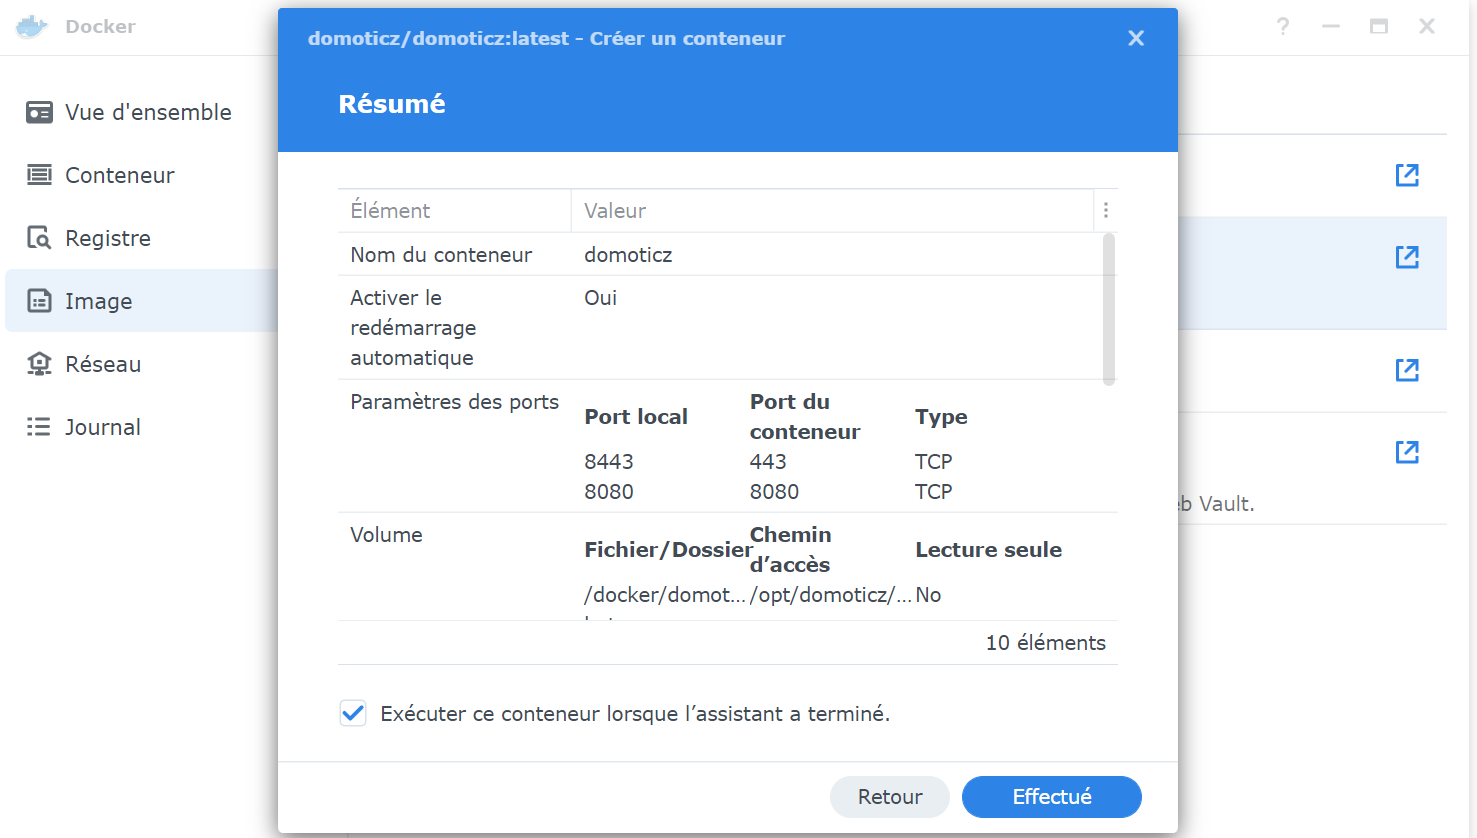 Docker
Vue d'ensemble
Conteneur
Registre
Image
Réseau
Journal
domoticz/domoticz:latest - Créer un conteneur
Résumé
Élément Valeur
Nom du conteneur domoticz
Activer le Oui
redémarrage
automatique
Paramètres des ports
Port local Port du conteneur Type
8443 443 TCP
8080 8080 TCP
Volume
Fichier/Dossier Chemin d’accès Lecture seule
/docker/domot... /opt/domoticz/... No
10 éléments
Exécuter ce conteneur lorsque l’assistant a terminé.
Retour Effectué
Vault.